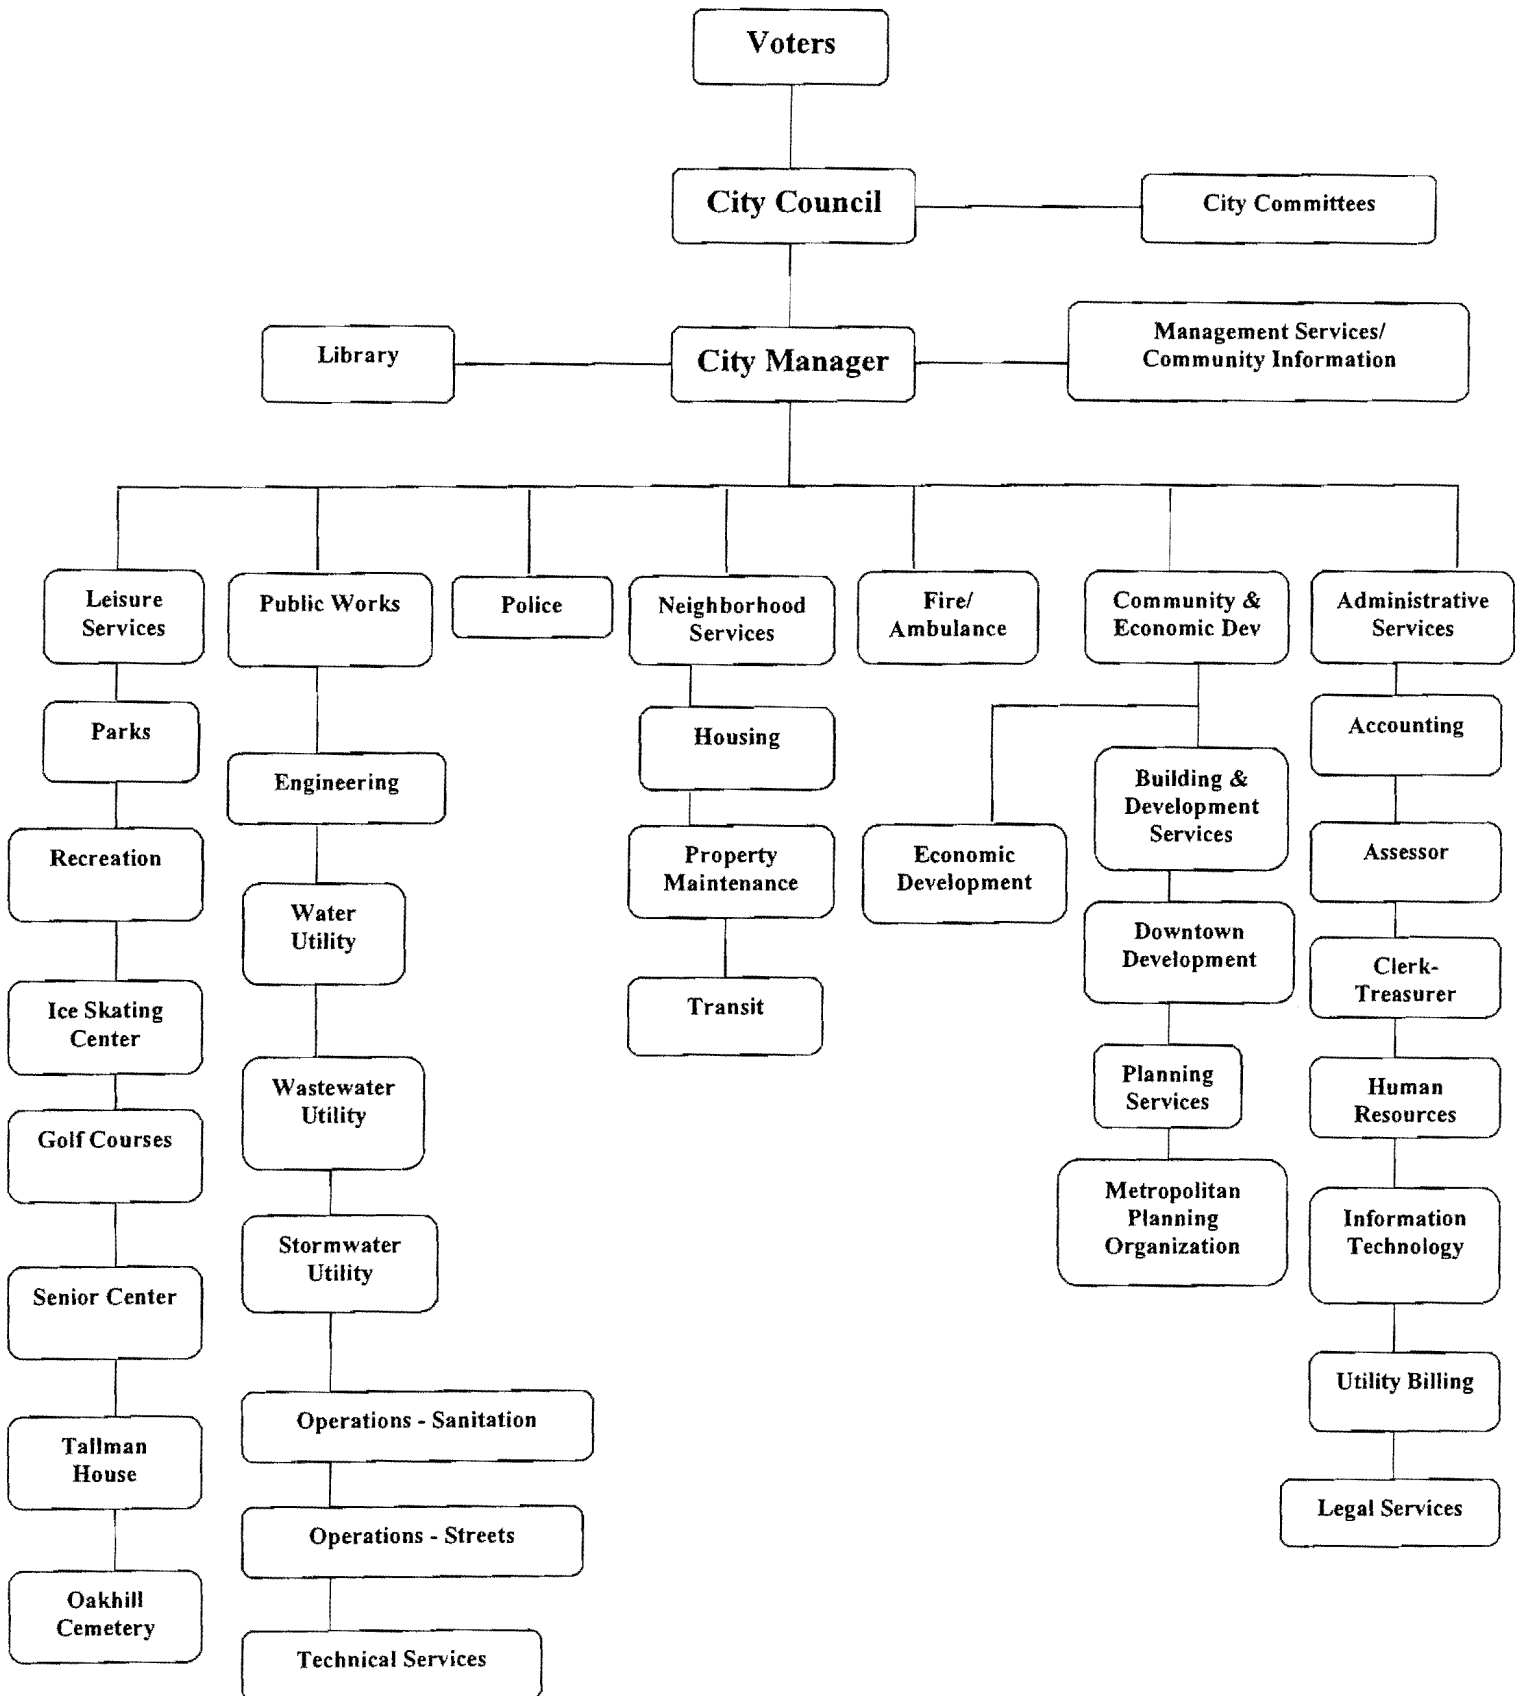 Voters
City Council
City Committees
Library
City Manager
Management Services/
Community Information
Leisure
Services
Public Works
Police
Neighborhood
Services
Fire/
Ambulance
Community &
Economic Dev
Administrative
Services
Parks
Recreation
Ice Skating
Center
Golf Courses
Senior Center
Tallman
House
Oakhill
Cemetery
Engineering
Water
Utility
Wastewater
Utility
Stormwater
Utility
Operations - Sanitation
Operations - Streets
Technical Services
Housing
Property
Maintenance
Transit
Economic
Development
Building &
Development
Services
Downtown
Development
Planning
Services
Metropolitan
Planning
Organization
Accounting
Assessor
Clerk-
Treasurer
Human
Resources
Information
Technology
Utility Billing
Legal Services